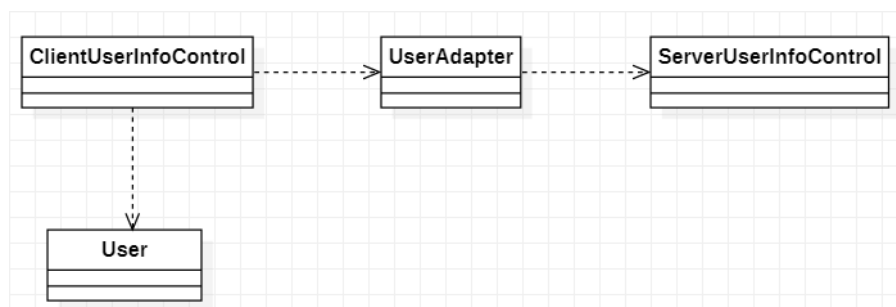 ClientUserInfoControl
UserAdapter
ServerUserInfoControl
User